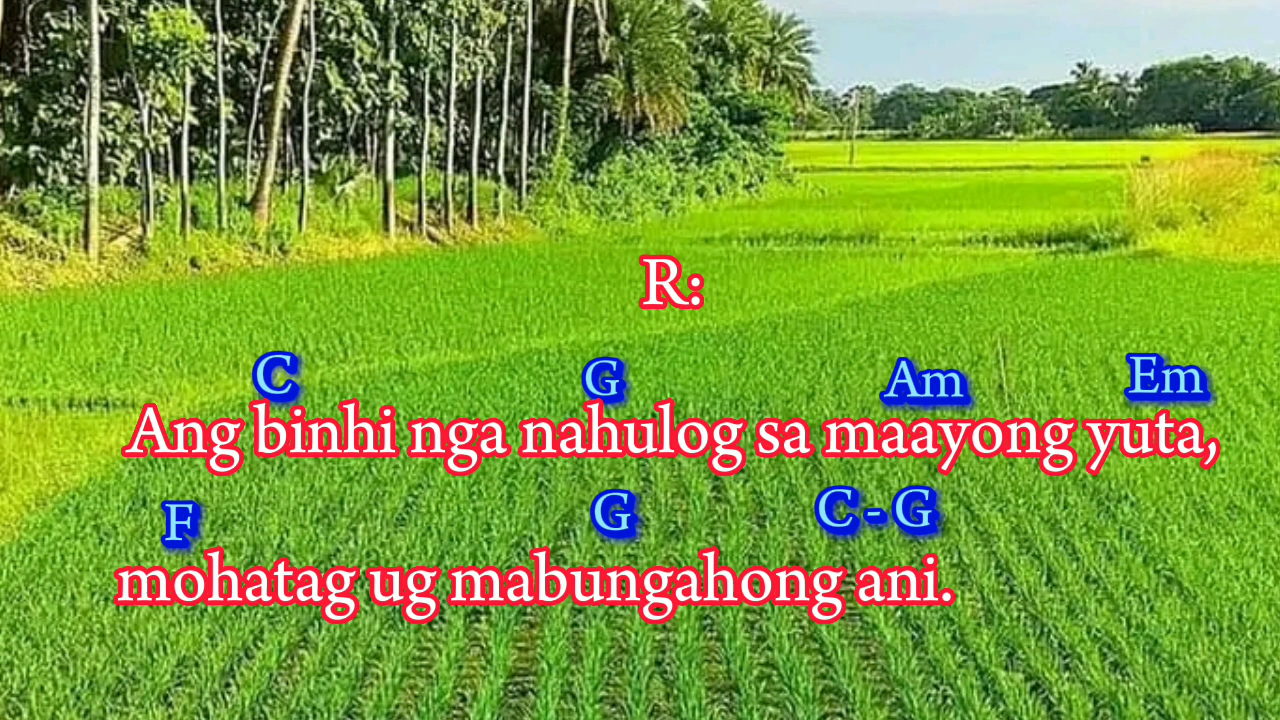 R:
C G Am Em
Ang binhi nga nahulog sa maayong yuta,
F G C - G
mohatag ug mabungahong ani.